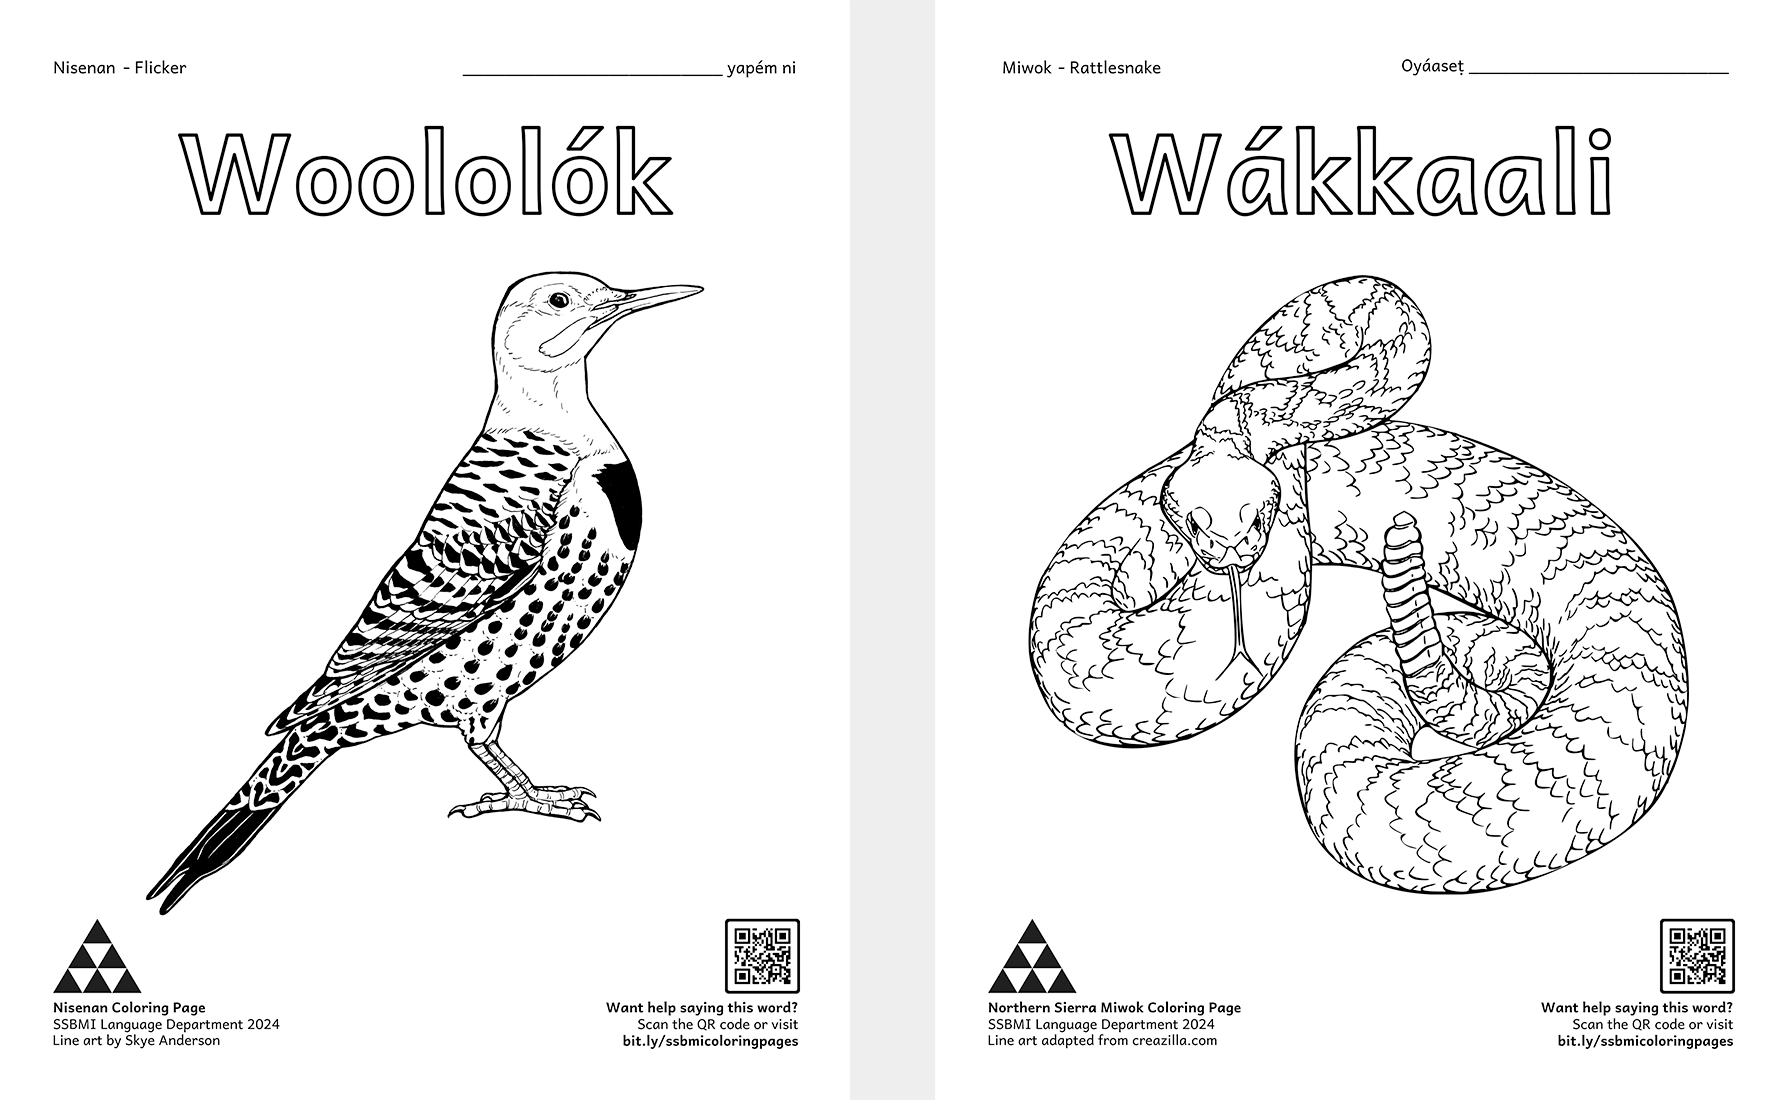 Nisenan - Flicker
____________________________ yapém ni
Woololók
Nisenan Coloring Page
SSBMI Language Department 2024
Line art by Skye Anderson
Want help saying this word?
Scan the QR code or visit
bit.ly/ssbmicoloringpages
Miwok - Rattlesnake
Oyáaseṭ ____________________________
Wákkaali
Northern Sierra Miwok Coloring Page
SSBMI Language Department 2024
Line art adapted from creazilla.com
Want help saying this word?
Scan the QR code or visit
bit.ly/ssbmicoloringpages